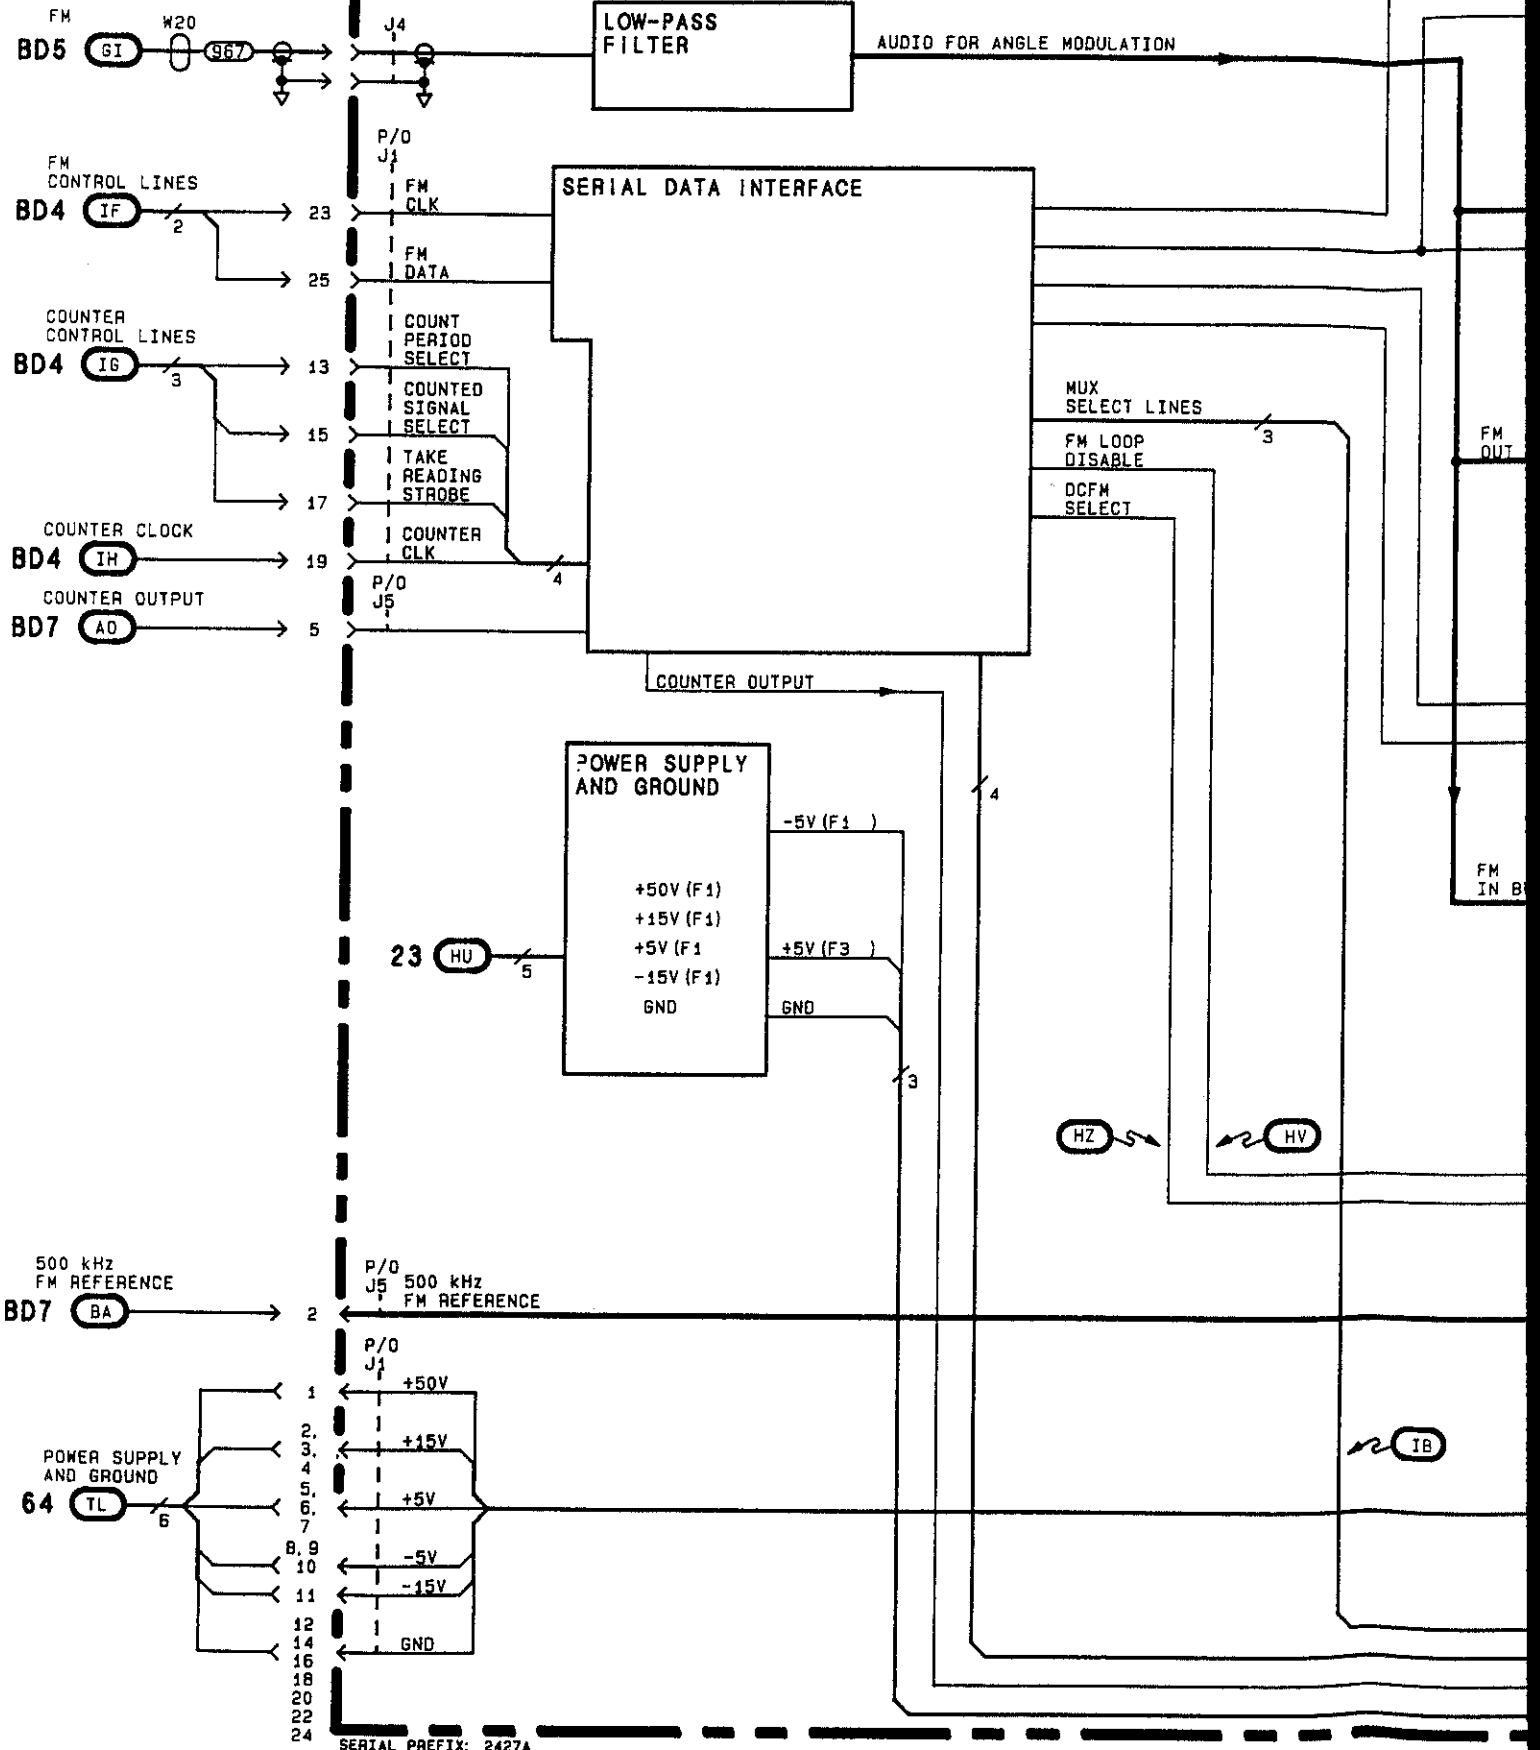 FM
BD5 GI
W20
967
J4
LOW-PASS
FILTER
AUDIO FOR ANGLE MODULATION
P/O
J1
FM
CONTROL LINES
BD4 IF
2
23
FM
CLK
25
FM
DATA
SERIAL DATA INTERFACE
COUNTER
CONTROL LINES
BD4 IG
3
13
COUNT
PERIOD
SELECT
15
COUNTED
SIGNAL
SELECT
17
TAKE
READING
STROBE
COUNTER CLOCK
BD4 IH
19
COUNTER
CLK
4
P/O
J5
COUNTER OUTPUT
BD7 AO
5
MUX
SELECT LINES
3
FM LOOP
DISABLE
DCFM
SELECT
FM
OUT
COUNTER OUTPUT
4
POWER SUPPLY
AND GROUND
-5V (F1 )
+50V (F1)
+15V (F1)
+5V (F1
-15V (F1)
GND
+5V (F3 )
GND
23 HU
5
3
FM
IN B
HZ
HV
500 kHz
FM REFERENCE
BD7 BA
2
P/O
J5
500 kHz
FM REFERENCE
P/O
J1
1
+50V
2,
3,
4
+15V
5,
6,
7
+5V
8, 9
10
-5V
11
-15V
12
14
16
18
20
22
24
GND
POWER SUPPLY
AND GROUND
64 TL
6
IB
SERIAL PREFIX: 2427A